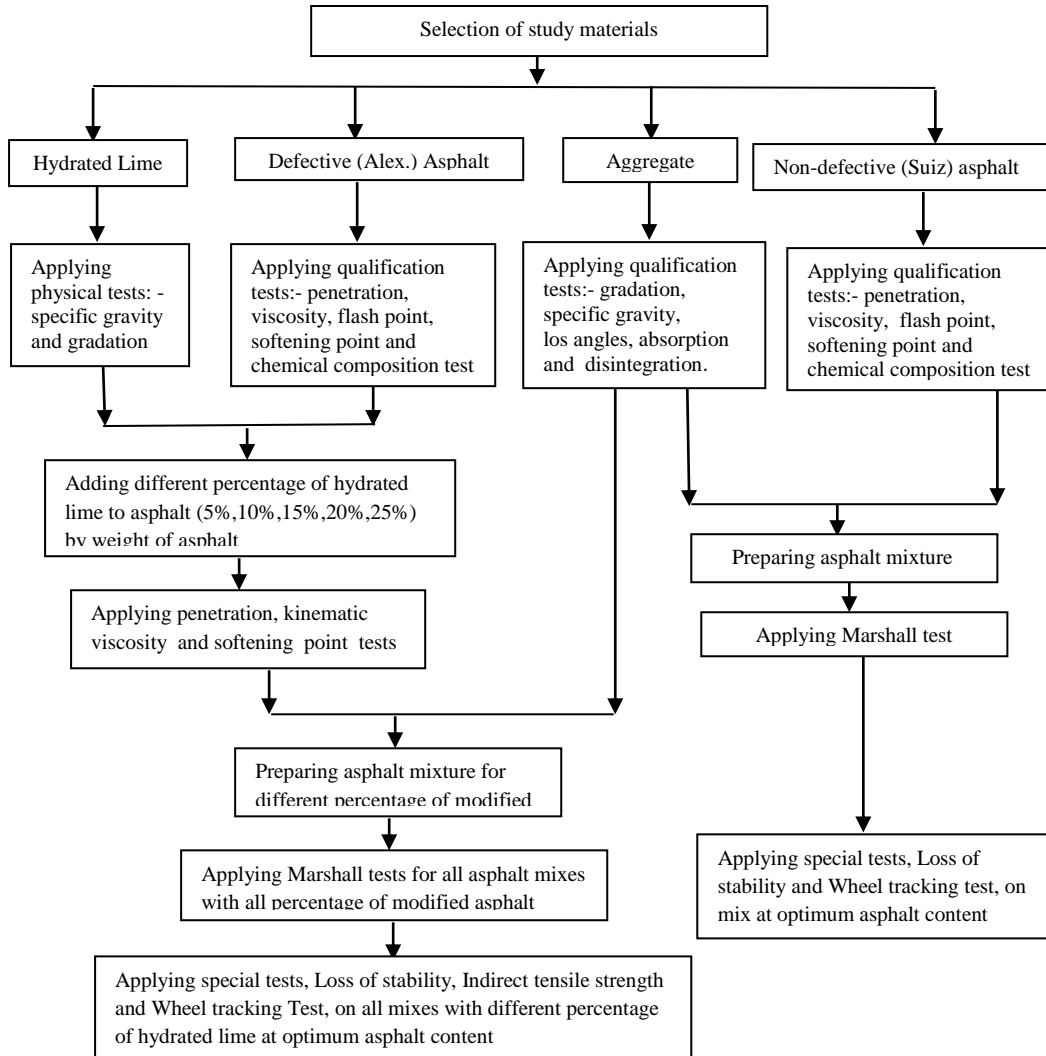 Selection of study materials
Hydrated Lime
Defective (Alex.) Asphalt
Aggregate
Non-defective (Suiz) asphalt
Applying
physical tests: -
specific gravity
and gradation
Applying qualification
tests:- penetration,
viscosity, flash point,
softening point and
chemical composition test
Applying qualification
tests:- gradation,
specific gravity,
los angles, absorption
and disintegration.
Applying qualification
tests:- penetration,
viscosity, flash point,
softening point and
chemical composition test
Adding different percentage of hydrated
lime to asphalt (5%,10%,15%,20%,25%)
by weight of asphalt
Preparing asphalt mixture
Applying penetration, kinematic
viscosity and softening point tests
Applying Marshall test
Preparing asphalt mixture for
different percentage of modified
Applying Marshall tests for all asphalt mixes
with all percentage of modified asphalt
Applying special tests, Loss of
stability and Wheel tracking test, on
mix at optimum asphalt content
Applying special tests, Loss of stability, Indirect tensile strength
and Wheel tracking Test, on all mixes with different percentage
of hydrated lime at optimum asphalt content